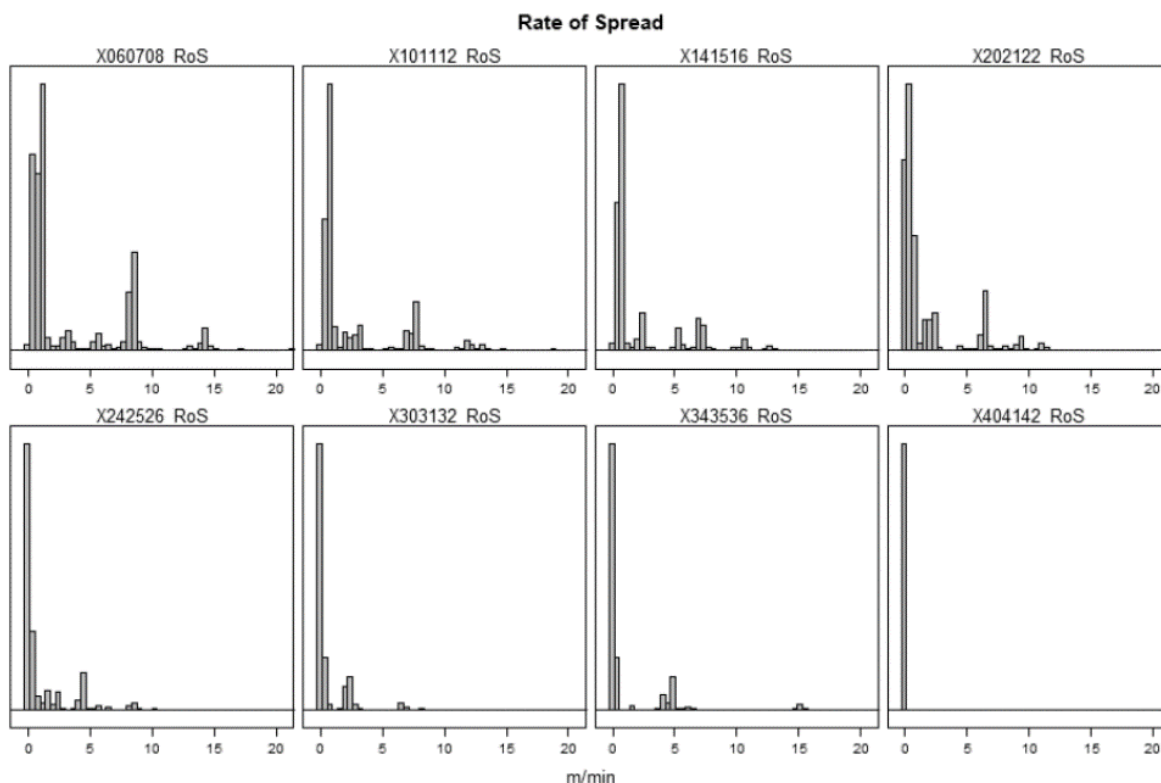 Rate of Spread
X060708 RoS X101112 RoS X141516 RoS X202122 RoS
0 5 10 15 20 0 5 10 15 20 0 5 10 15 20 0 5 10 15 20
X242526 RoS X303132 RoS X343536 RoS X404142 RoS
0 5 10 15 20 0 5 10 15 20 0 5 10 15 20 0 5 10 15 20
m/min